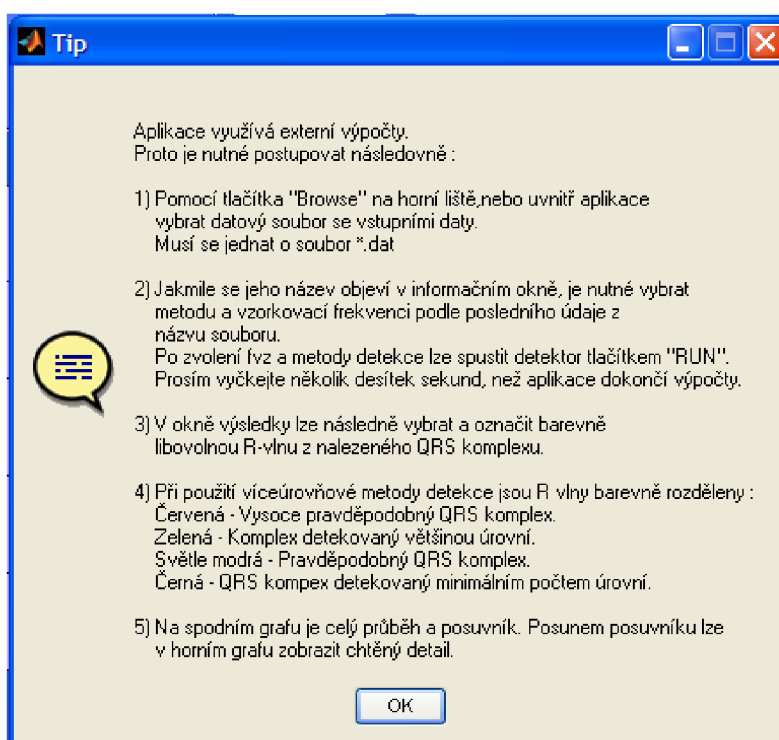 Tip
Aplikace využívá externí výpočty.
Proto je nutné postupovat následovně :
1) Pomocí tlačítka "Browse" na horní liště,nebo uvnitř aplikace
vybrat datový soubor se vstupními daty.
Musí se jednat o soubor *.dat
2) Jakmile se jeho název objeví v informačním okně, je nutné vybrat
metodu a vzorkovací frekvenci podle posledního údaje z
názvu souboru.
Po zvolení fvz a metody detekce lze spustit detektor tlačítkem "RUN".
Prosím vyčkejte několik desítek sekund, než aplikace dokončí výpočty.
3) V okně výsledky lze následně vybrat a označit barevně
libovolnou R-vlnu z nalezeného QRS komplexu.
4) Při použití víceúrovňové metody detekce jsou R vlny barevně rozděleny :
Červená - Vysoce pravděpodobný QRS komplex.
Zelená - Komplex detekovaný většinou úrovní.
Světle modrá - Pravděpodobný QRS komplex.
Černá - QRS kompex detekovaný minimálním počtem úrovní.
5) Na spodním grafu je celý průběh a posuvník. Posunem posuvníku lze
v horním grafu zobrazit chtěný detail.
OK